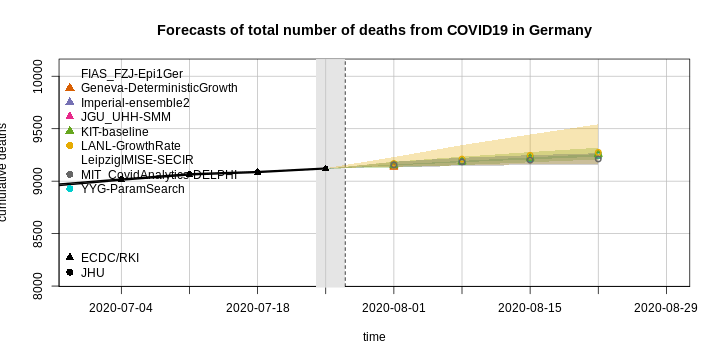 Forecasts of total number of deaths from COVID19 in Germany
cumulative deaths
10000
9500
9000
8500
8000
FIAS_FZJ-Epi1Ger
Geneva-DeterministicGrowth
Imperial-ensemble2
JGU_UHH-SMM
KIT-baseline
LANL-GrowthRate
LeipzigIMISE-SECIR
MIT_CovidAnalytics-DELPHI
YYG-ParamSearch
ECDC/RKI
JHU
2020-07-04
2020-07-18
2020-08-01
2020-08-15
2020-08-29
time